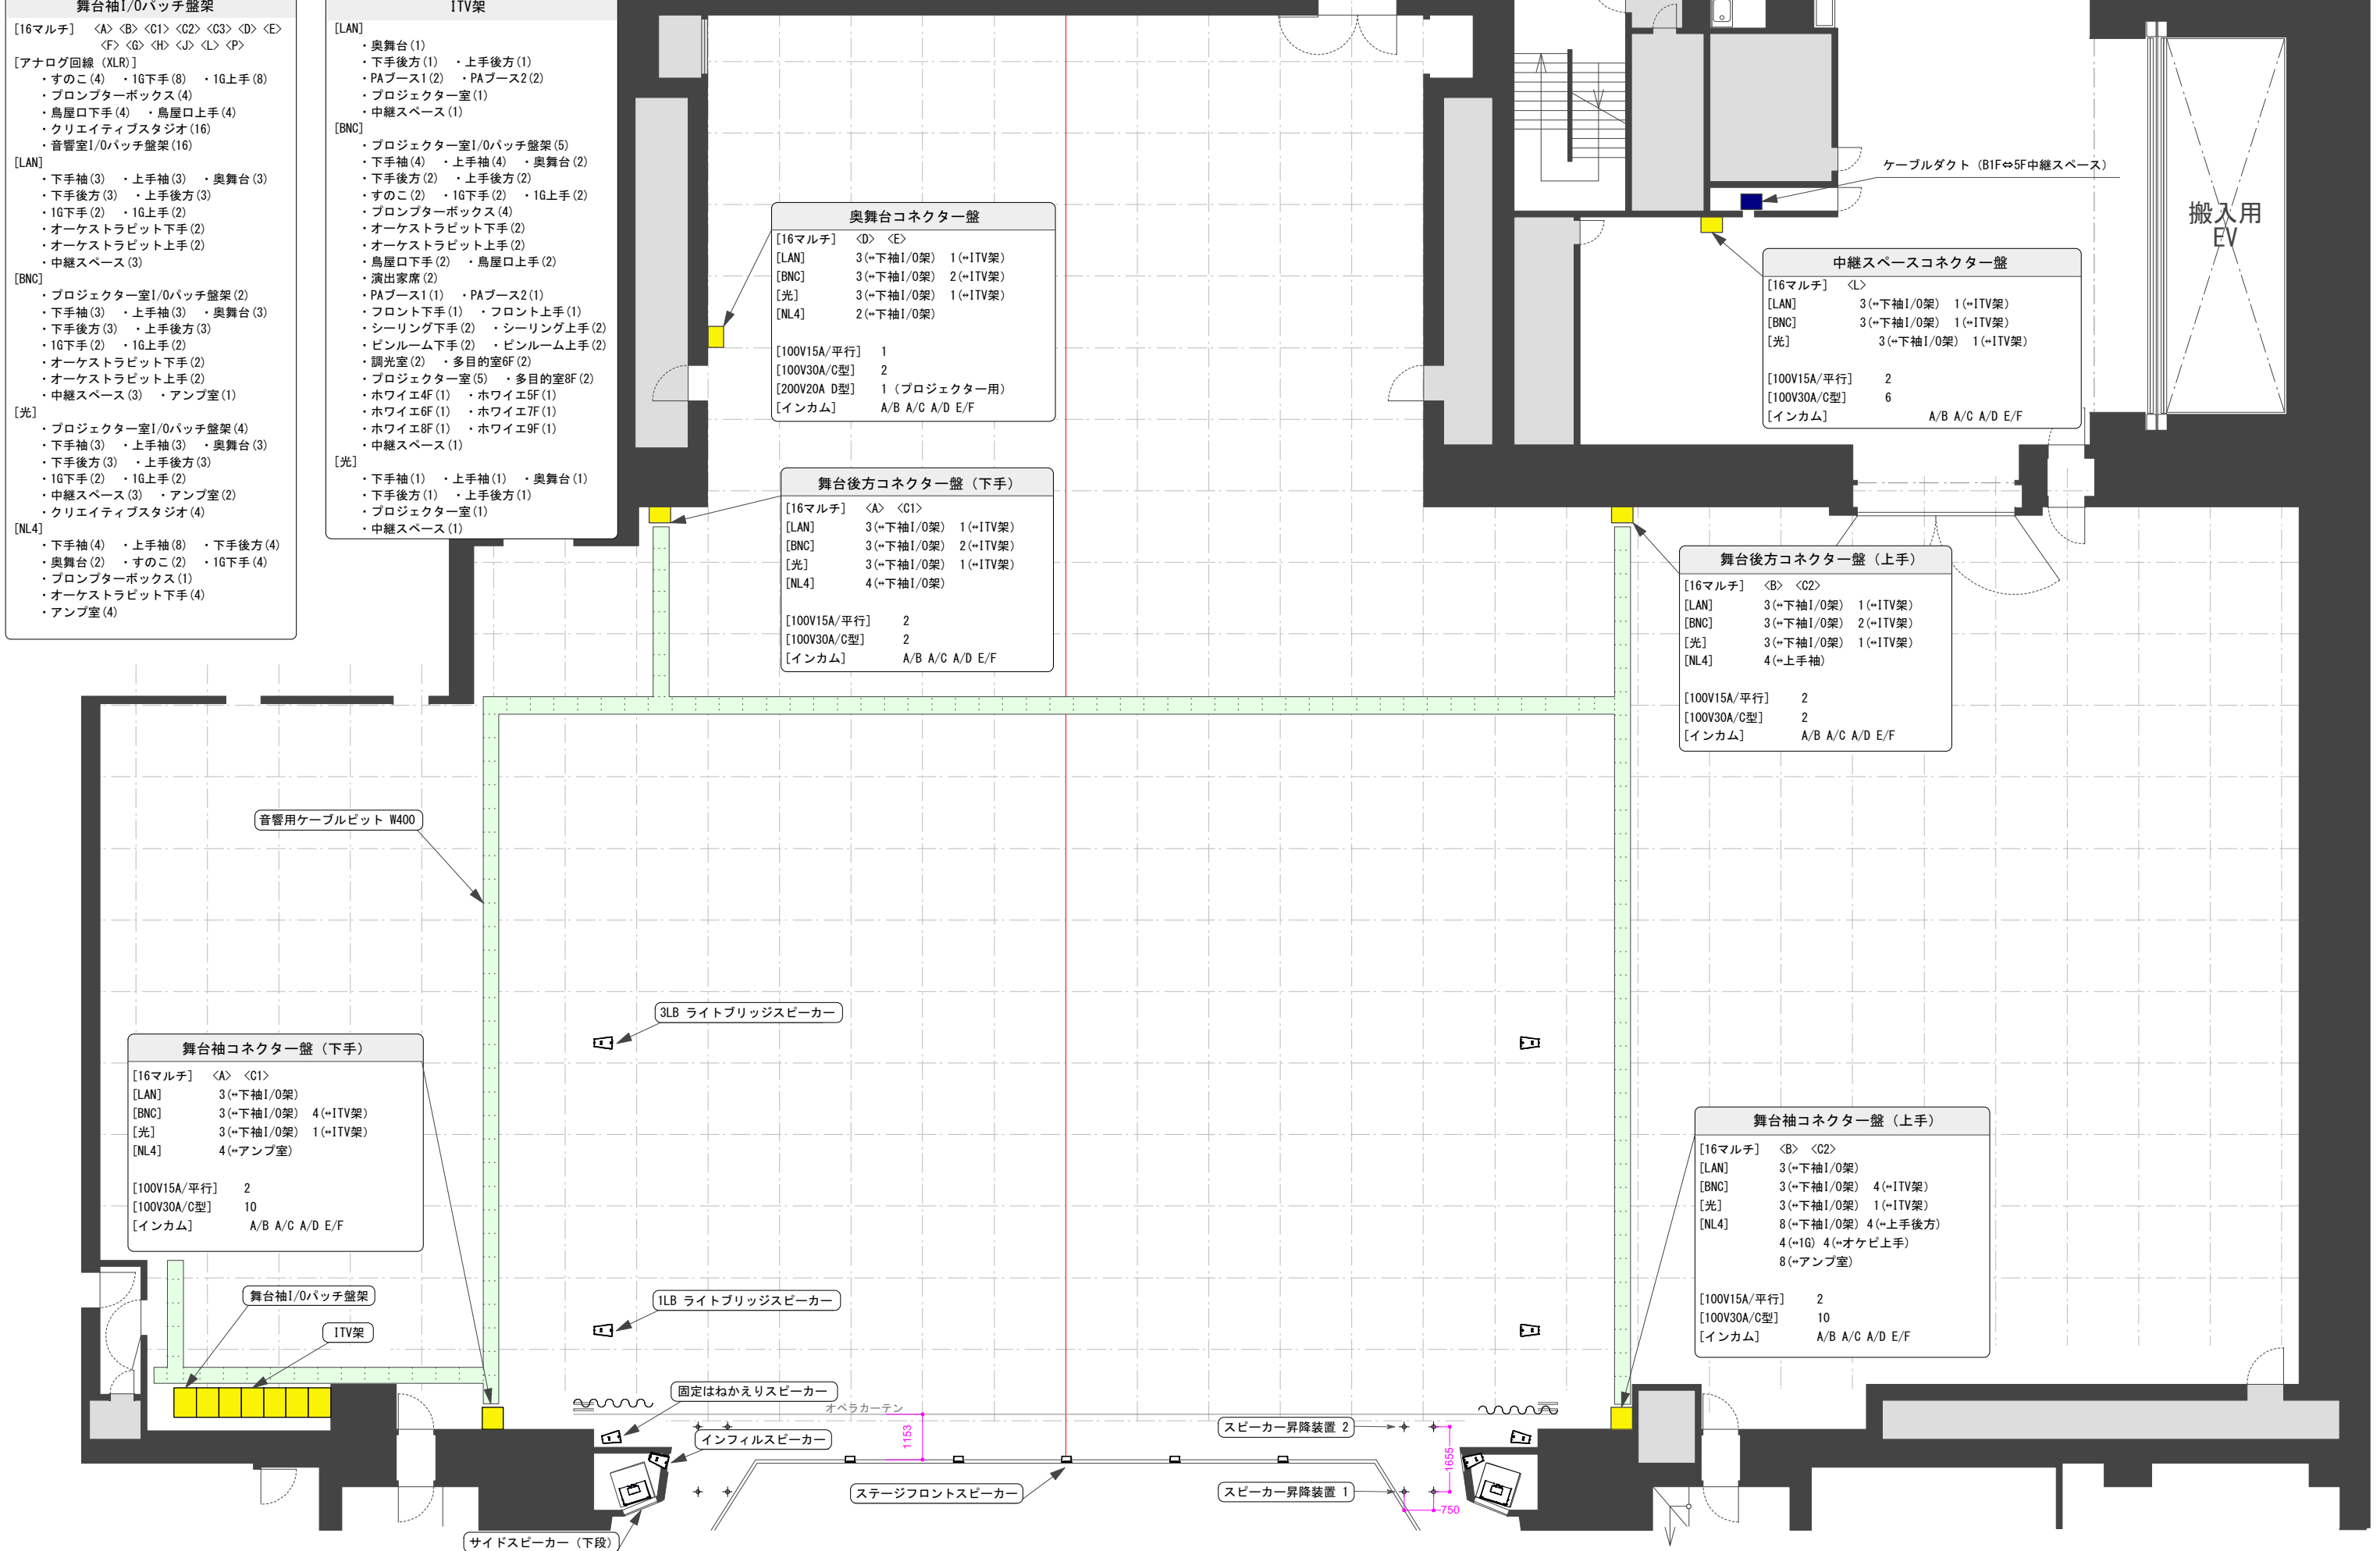 舞台袖I/Oパッチ盤架
[16マルチ] <A> <B> <C1> <C2> <C3> <D> <E>
<F> <G> <H> <J> <L> <P>
[アナログ回線 (XLR)]
・すのこ(4) ・1G下手(8) ・1G上手(8)
・プロンプターボックス(4)
・鳥屋口下手(4) ・鳥屋口上手(4)
・クリエイティブスタジオ(16)
・音響室I/Oパッチ盤架(16)
[LAN]
・下手袖(3) ・上手袖(3) ・奥舞台(3)
・下手後方(3) ・上手後方(3)
・1G下手(2) ・1G上手(2)
・オーケストラピット下手(2)
・オーケストラピット上手(2)
・中継スペース(3)
[BNC]
・プロジェクター室I/Oパッチ盤架(2)
・下手袖(3) ・上手袖(3) ・奥舞台(3)
・下手後方(3) ・上手後方(3)
・1G下手(2) ・1G上手(2)
・オーケストラピット下手(2)
・オーケストラピット上手(2)
・中継スペース(3) ・アンプ室(1)
[光]
・プロジェクター室I/Oパッチ盤架(4)
・下手袖(3) ・上手袖(3) ・奥舞台(3)
・下手後方(3) ・上手後方(3)
・1G下手(2) ・1G上手(2)
・中継スペース(3) ・アンプ室(2)
・クリエイティブスタジオ(4)
[NL4]
・下手袖(4) ・上手袖(8) ・下手後方(4)
・奥舞台(2) ・すのこ(2) ・1G下手(4)
・プロンプターボックス(1)
・オーケストラピット下手(4)
・アンプ室(4)
ITV架
[LAN]
・奥舞台(1)
・下手後方(1) ・上手後方(1)
・PAブース1(2) ・PAブース2(2)
・プロジェクター室(1)
・中継スペース(1)
[BNC]
・プロジェクター室I/Oパッチ盤架(5)
・下手袖(4) ・上手袖(4) ・奥舞台(2)
・下手後方(2) ・上手後方(2)
・すのこ(2) ・1G下手(2) ・1G上手(2)
・プロンプターボックス(4)
・オーケストラピット下手(2)
・オーケストラピット上手(2)
・鳥屋口下手(2) ・鳥屋口上手(2)
・演出家席(2)
・PAブース1(1) ・PAブース2(1)
・フロント下手(1) ・フロント上手(1)
・シーリング下手(2) ・シーリング上手(2)
・ピンルーム下手(2) ・ピンルーム上手(2)
・調光室(2) ・多目的室6F(2)
・プロジェクター室(5) ・多目的室8F(2)
・ホワイエ4F(1) ・ホワイエ5F(1)
・ホワイエ6F(1) ・ホワイエ7F(1)
・ホワイエ8F(1) ・ホワイエ9F(1)
・中継スペース(1)
[光]
・下手袖(1) ・上手袖(1) ・奥舞台(1)
・下手後方(1) ・上手後方(1)
・プロジェクター室(1)
・中継スペース(1)
奥舞台コネクター盤
[16マルチ] <D> <E>
[LAN] 3(↔下袖I/O架) 1(↔ITV架)
[BNC] 3(↔下袖I/O架) 2(↔ITV架)
[光] 3(↔下袖I/O架) 1(↔ITV架)
[NL4] 2(↔下袖I/O架)
[100V15A/平行] 1
[100V30A/C型] 2
[200V20A D型] 1 (プロジェクター用)
[インカム] A/B A/C A/D E/F
ケーブルダクト (B1F⇔5F中継スペース)
搬入用
EV
中継スペースコネクター盤
[16マルチ] <L>
[LAN] 3(↔下袖I/O架) 1(↔ITV架)
[BNC] 3(↔下袖I/O架) 1(↔ITV架)
[光] 3(↔下袖I/O架) 1(↔ITV架)
[100V15A/平行] 2
[100V30A/C型] 6
[インカム] A/B A/C A/D E/F
舞台後方コネクター盤 (下手)
[16マルチ] <A> <C1>
[LAN] 3(↔下袖I/O架) 1(↔ITV架)
[BNC] 3(↔下袖I/O架) 2(↔ITV架)
[光] 3(↔下袖I/O架) 1(↔ITV架)
[NL4] 4(↔下袖I/O架)
[100V15A/平行] 2
[100V30A/C型] 2
[インカム] A/B A/C A/D E/F
舞台後方コネクター盤 (上手)
[16マルチ] <B> <C2>
[LAN] 3(↔下袖I/O架) 1(↔ITV架)
[BNC] 3(↔下袖I/O架) 2(↔ITV架)
[光] 3(↔下袖I/O架) 1(↔ITV架)
[NL4] 4(↔上手袖)
[100V15A/平行] 2
[100V30A/C型] 2
[インカム] A/B A/C A/D E/F
音響用ケーブルピット W400
3LB ライトブリッジスピーカー
舞台袖コネクター盤 (下手)
[16マルチ] <A> <C1>
[LAN] 3(↔下袖I/O架)
[BNC] 3(↔下袖I/O架) 4(↔ITV架)
[光] 3(↔下袖I/O架) 1(↔ITV架)
[NL4] 4(↔アンプ室)
[100V15A/平行] 2
[100V30A/C型] 10
[インカム] A/B A/C A/D E/F
舞台袖コネクター盤 (上手)
[16マルチ] <B> <C2>
[LAN] 3(↔下袖I/O架)
[BNC] 3(↔下袖I/O架) 4(↔ITV架)
[光] 3(↔下袖I/O架) 1(↔ITV架)
[NL4] 8(↔下袖I/O架) 4(↔上手後方)
4(↔1G) 4(↔オケピ上手)
8(↔アンプ室)
[100V15A/平行] 2
[100V30A/C型] 10
[インカム] A/B A/C A/D E/F
舞台袖I/Oパッチ盤架
ITV架
1LB ライトブリッジスピーカー
固定はねかえりスピーカー
オペラカーテン
インフィルスピーカー
1153
スピーカー昇降装置 2
1655
ステージフロントスピーカー
スピーカー昇降装置 1
750
サイドスピーカー (下段)